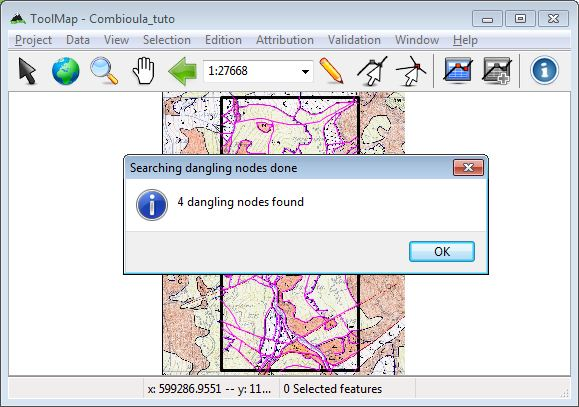 ToolMap - Combioula_tuto
Project Data View Selection Edition Attribution Validation Window Help
1:27668
Searching dangling nodes done
4 dangling nodes found
OK
x: 599286.9551 -- y: 11...
0 Selected features